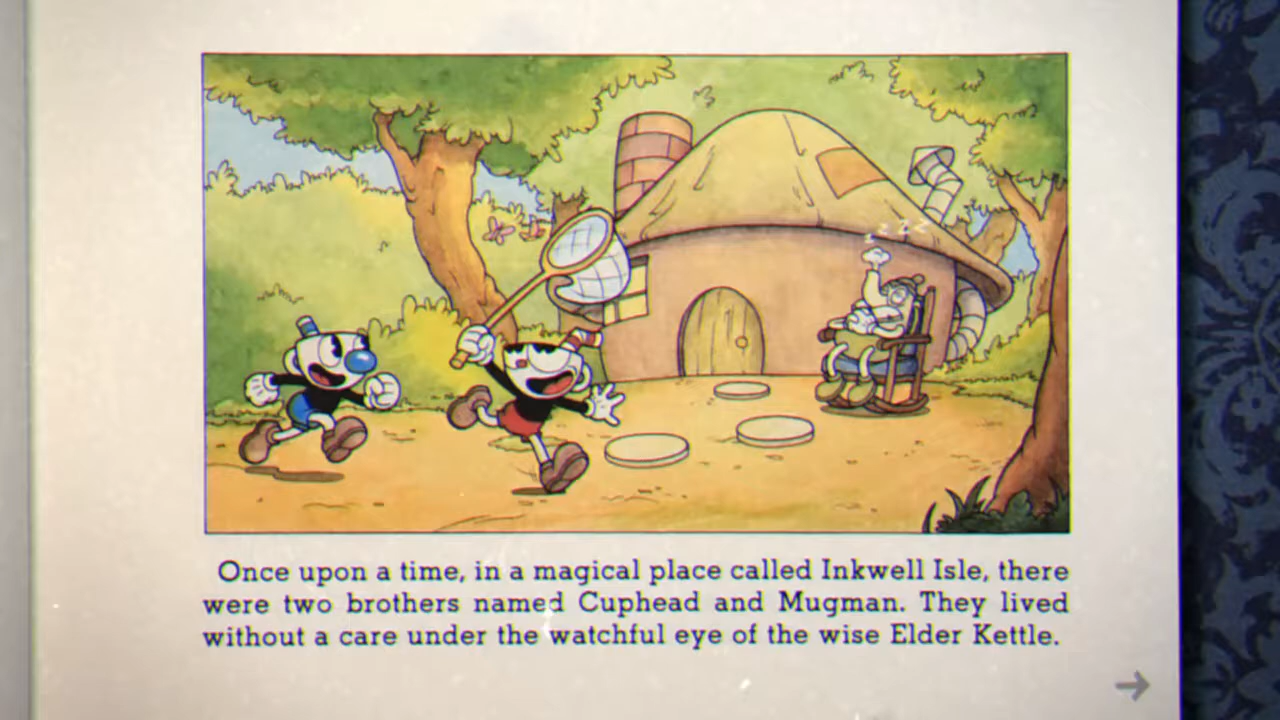 z z z z
Once upon a time, in a magical place called Inkwell Isle, there
were two brothers named Cuphead and Mugman. They lived
without a care under the watchful eye of the wise Elder Kettle.